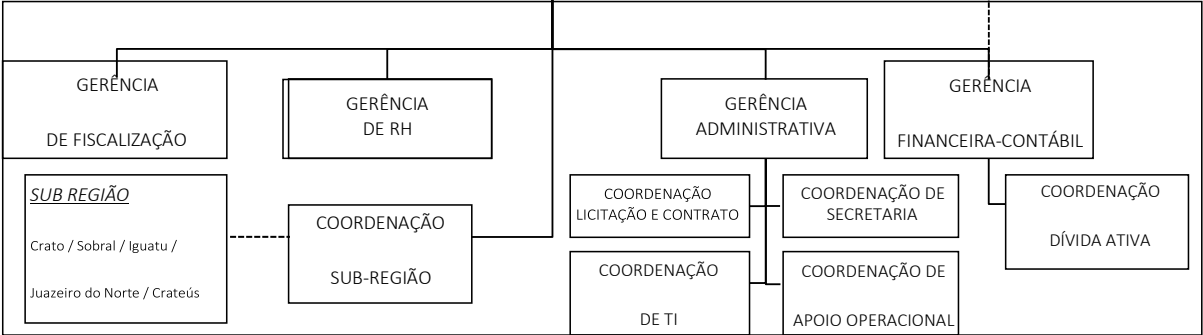 GERÊNCIA
DE FISCALIZAÇÃO
GERÊNCIA
DE RH
GERÊNCIA
ADMINISTRATIVA
GERÊNCIA
FINANCEIRA-CONTÁBIL
SUB REGIÃO
Crato / Sobral / Iguatu /
Juazeiro do Norte / Crateús
COORDENAÇÃO
SUB-REGIÃO
COORDENAÇÃO
LICITAÇÃO E CONTRATO
COORDENAÇÃO DE
SECRETARIA
COORDENAÇÃO
DÍVIDA ATIVA
COORDENAÇÃO
DE TI
COORDENAÇÃO DE
APOIO OPERACIONAL